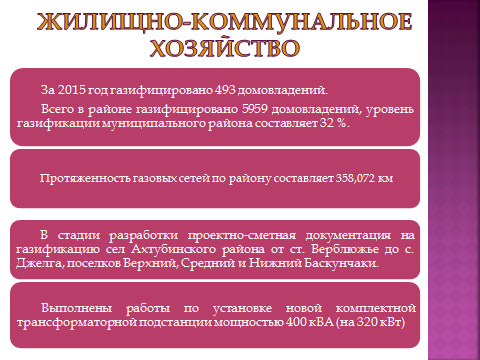 ЖИЛИЩНО-КОММУНАЛЬНОЕ
ХОЗЯЙСТВО
За 2015 год газифицировано 493 домовладений.
Всего в районе газифицировано 5959 домовладений, уровень
газификации муниципального района составляет 32 %.
Протяженность газовых сетей по району составляет 358,072 км
В стадии разработки проектно-сметная документация на
газификацию сел Ахтубинского района от ст. Верблюжье до с.
Джелга, поселков Верхний, Средний и Нижний Баскунчаки.
Выполнены работы по установке новой комплектной
трансформаторной подстанции мощностью 400 кВА (на 320 кВт)